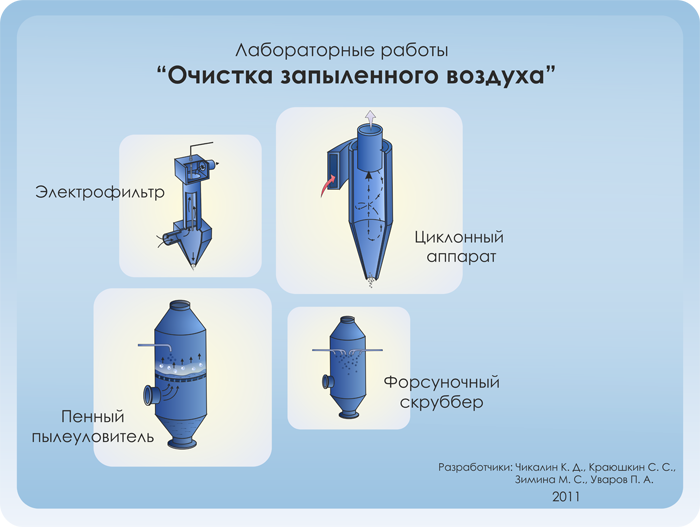 Лабораторные работы
“Очистка запыленного воздуха”
Электрофильтр
Циклонный
аппарат
Пенный
пылеуловитель
Форсуночный
скруббер
Разработчики: Чикалин К. Д., Краюшкин С. С.,
Зимина М. С., Уваров П. А.
2011